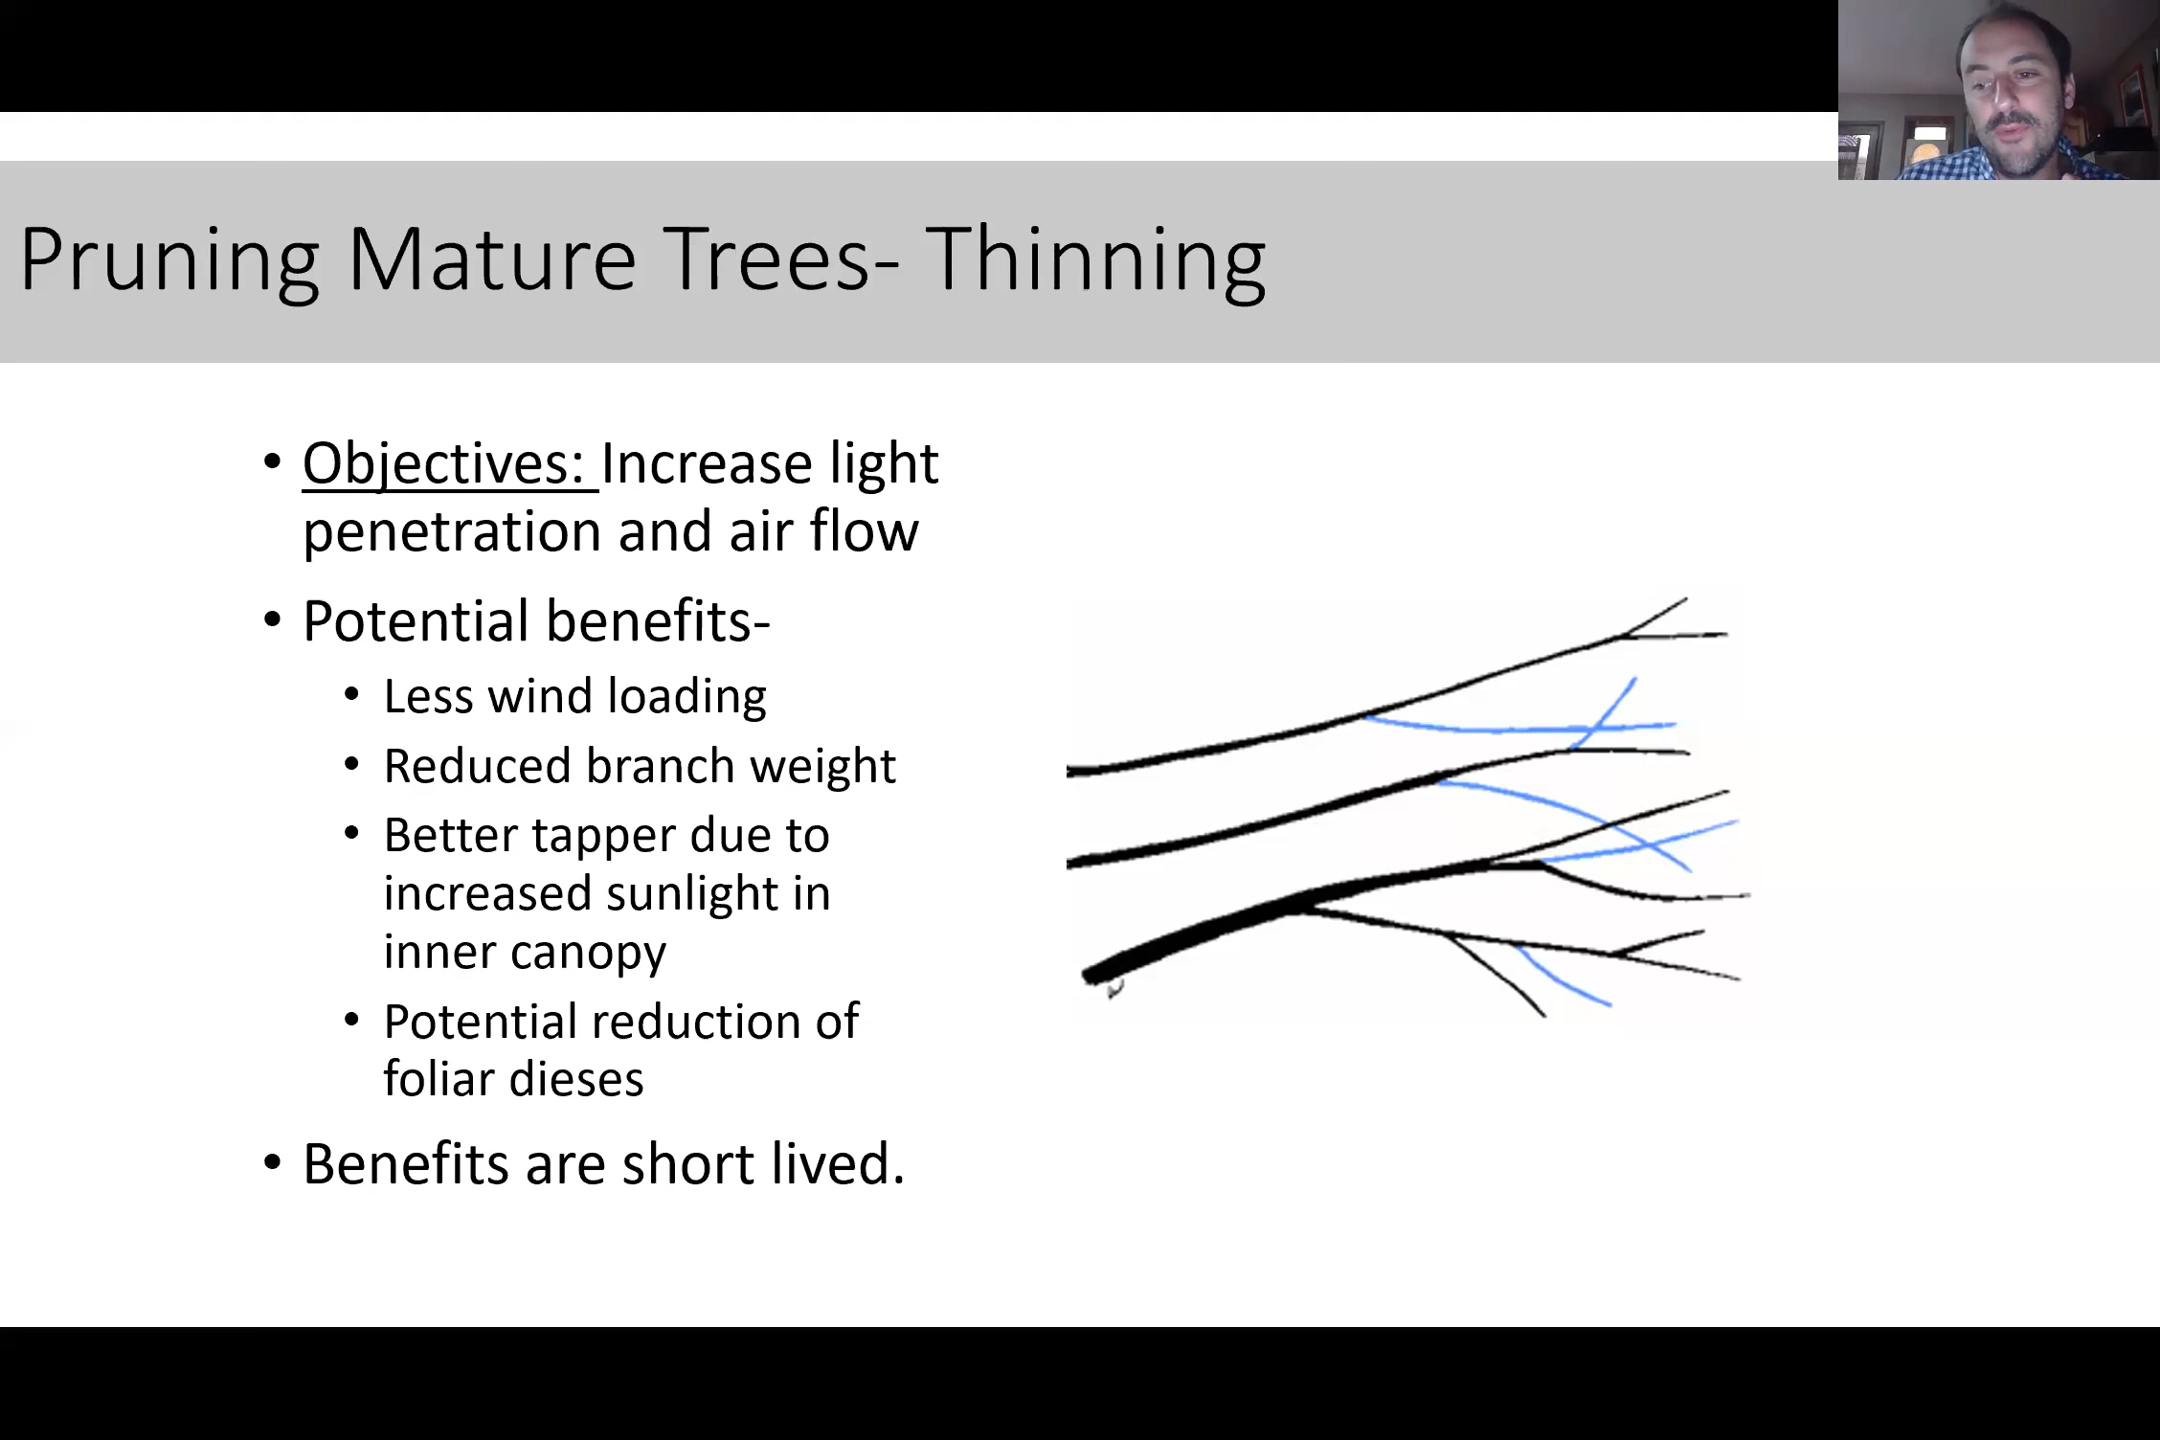 Pruning Mature Trees- Thinning
• Objectives: Increase light
penetration and air flow
• Potential benefits-
• Less wind loading
• Reduced branch weight
• Better tapper due to
increased sunlight in
inner canopy
• Potential reduction of
foliar dieses
• Benefits are short lived.